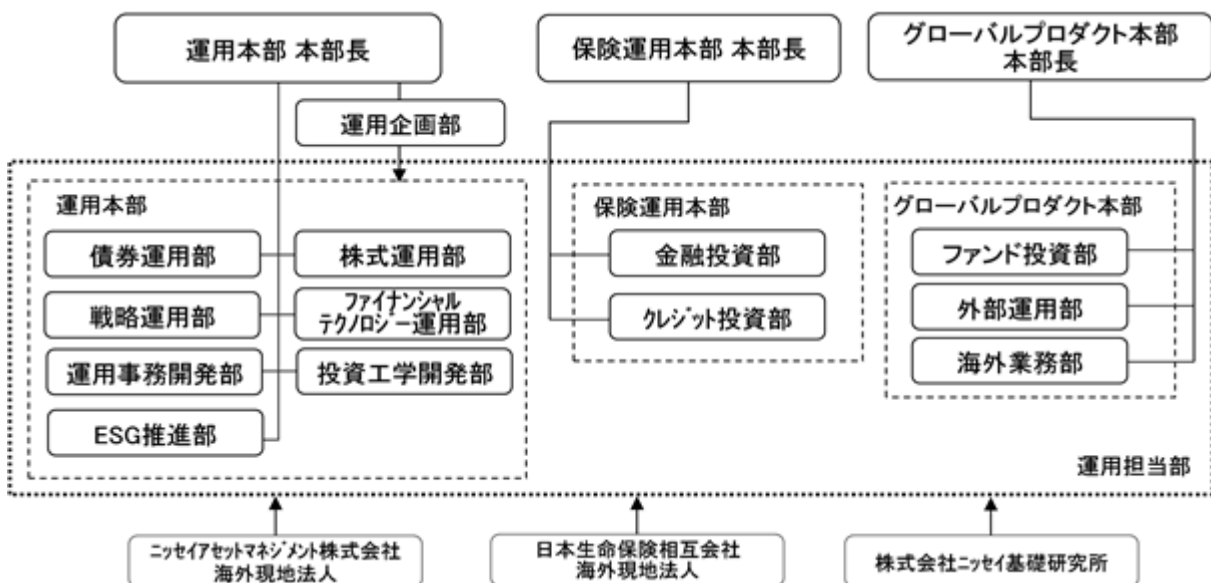 運用本部 本部長
保険運用本部 本部長
グローバルプロダクト本部
本部長
運用企画部
運用本部
債券運用部
株式運用部
戦略運用部
ファイナンシャル
テクノロジー運用部
運用事務開発部
投資工学開発部
ESG推進部
保険運用本部
金融投資部
クレジット投資部
グローバルプロダクト本部
ファンド投資部
外部運用部
海外業務部
運用担当部
ニッセイアセットマネジメント株式会社
海外現地法人
日本生命保険相互会社
海外現地法人
株式会社ニッセイ基礎研究所